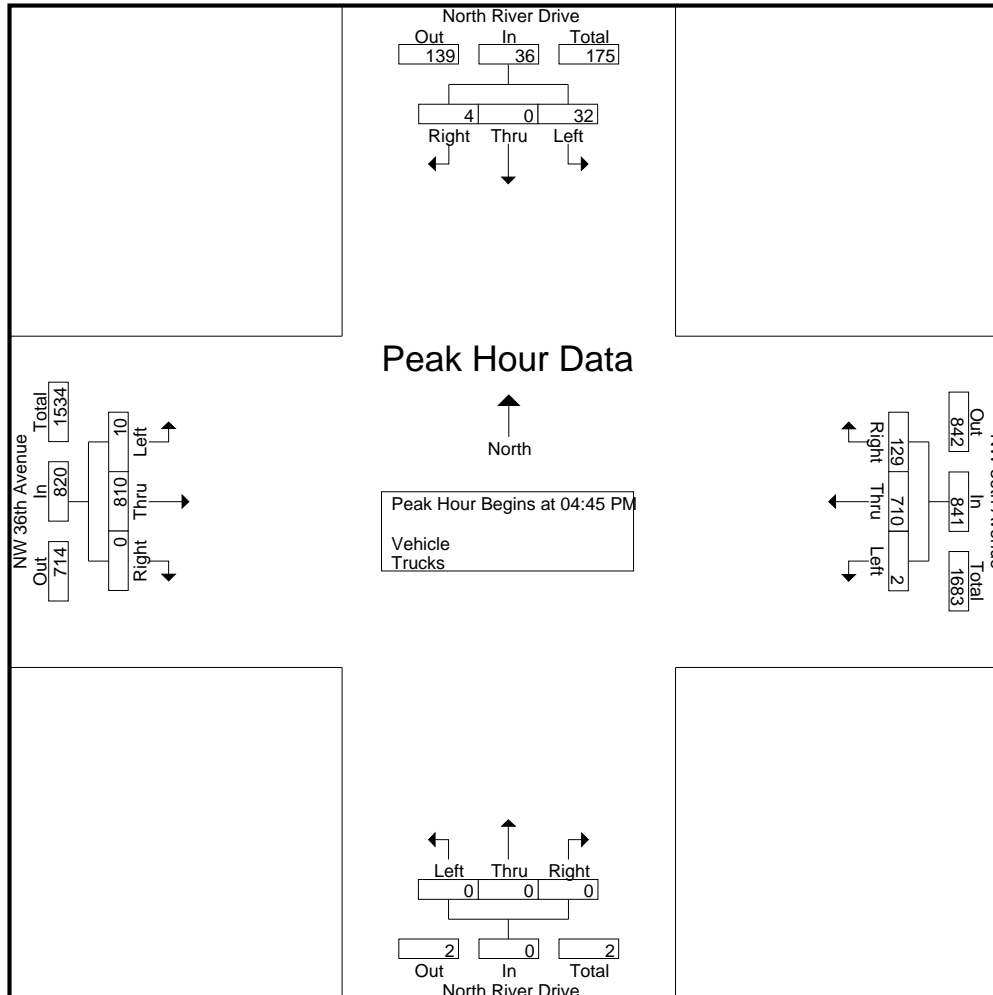 North River Drive
Out In Total
139 36 175
4 0 32
Right Thru Left
Peak Hour Data
North
Peak Hour Begins at 04:45 PM
Vehicle
Trucks
NW 36th Avenue
Out In Total
714 820 1534
0 810 10
Right Thru Left
Out In Total
842 841 1683
129 710 2
Right Thru Left
Left Thru Right
0 0 0
2 0 2
Out In Total
North River Drive